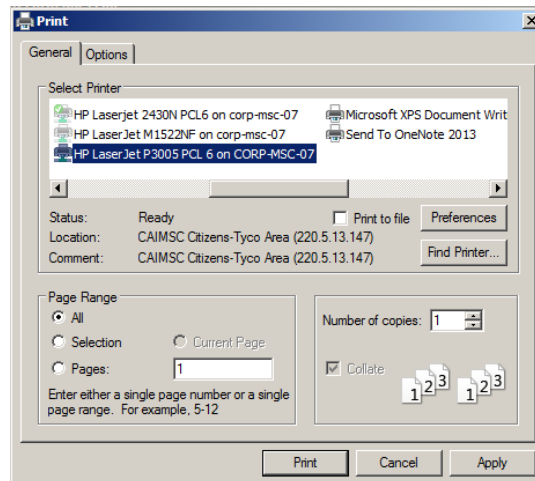 Print
General Options
Select Printer
HP Laserjet 2430N PCL6 on corp-msc-07 Microsoft XPS Document Writ
HP LaserJet M1522NF on corp-msc-07 Send To OneNote 2013
HP LaserJet P3005 PCL 6 on CORP-MSC-07
Status: Ready Print to file Preferences
Location: CAIMSC Citizens-Tyco Area (220.5.13.147)
Comment: CAIMSC Citizens-Tyco Area (220.5.13.147) Find Printer...
Page Range
All
Selection Current Page
Pages: 1
Enter either a single page number or a single
page range. For example, 5-12
Number of copies: 1
Collate
1 2 3 1 2 3
Print Cancel Apply